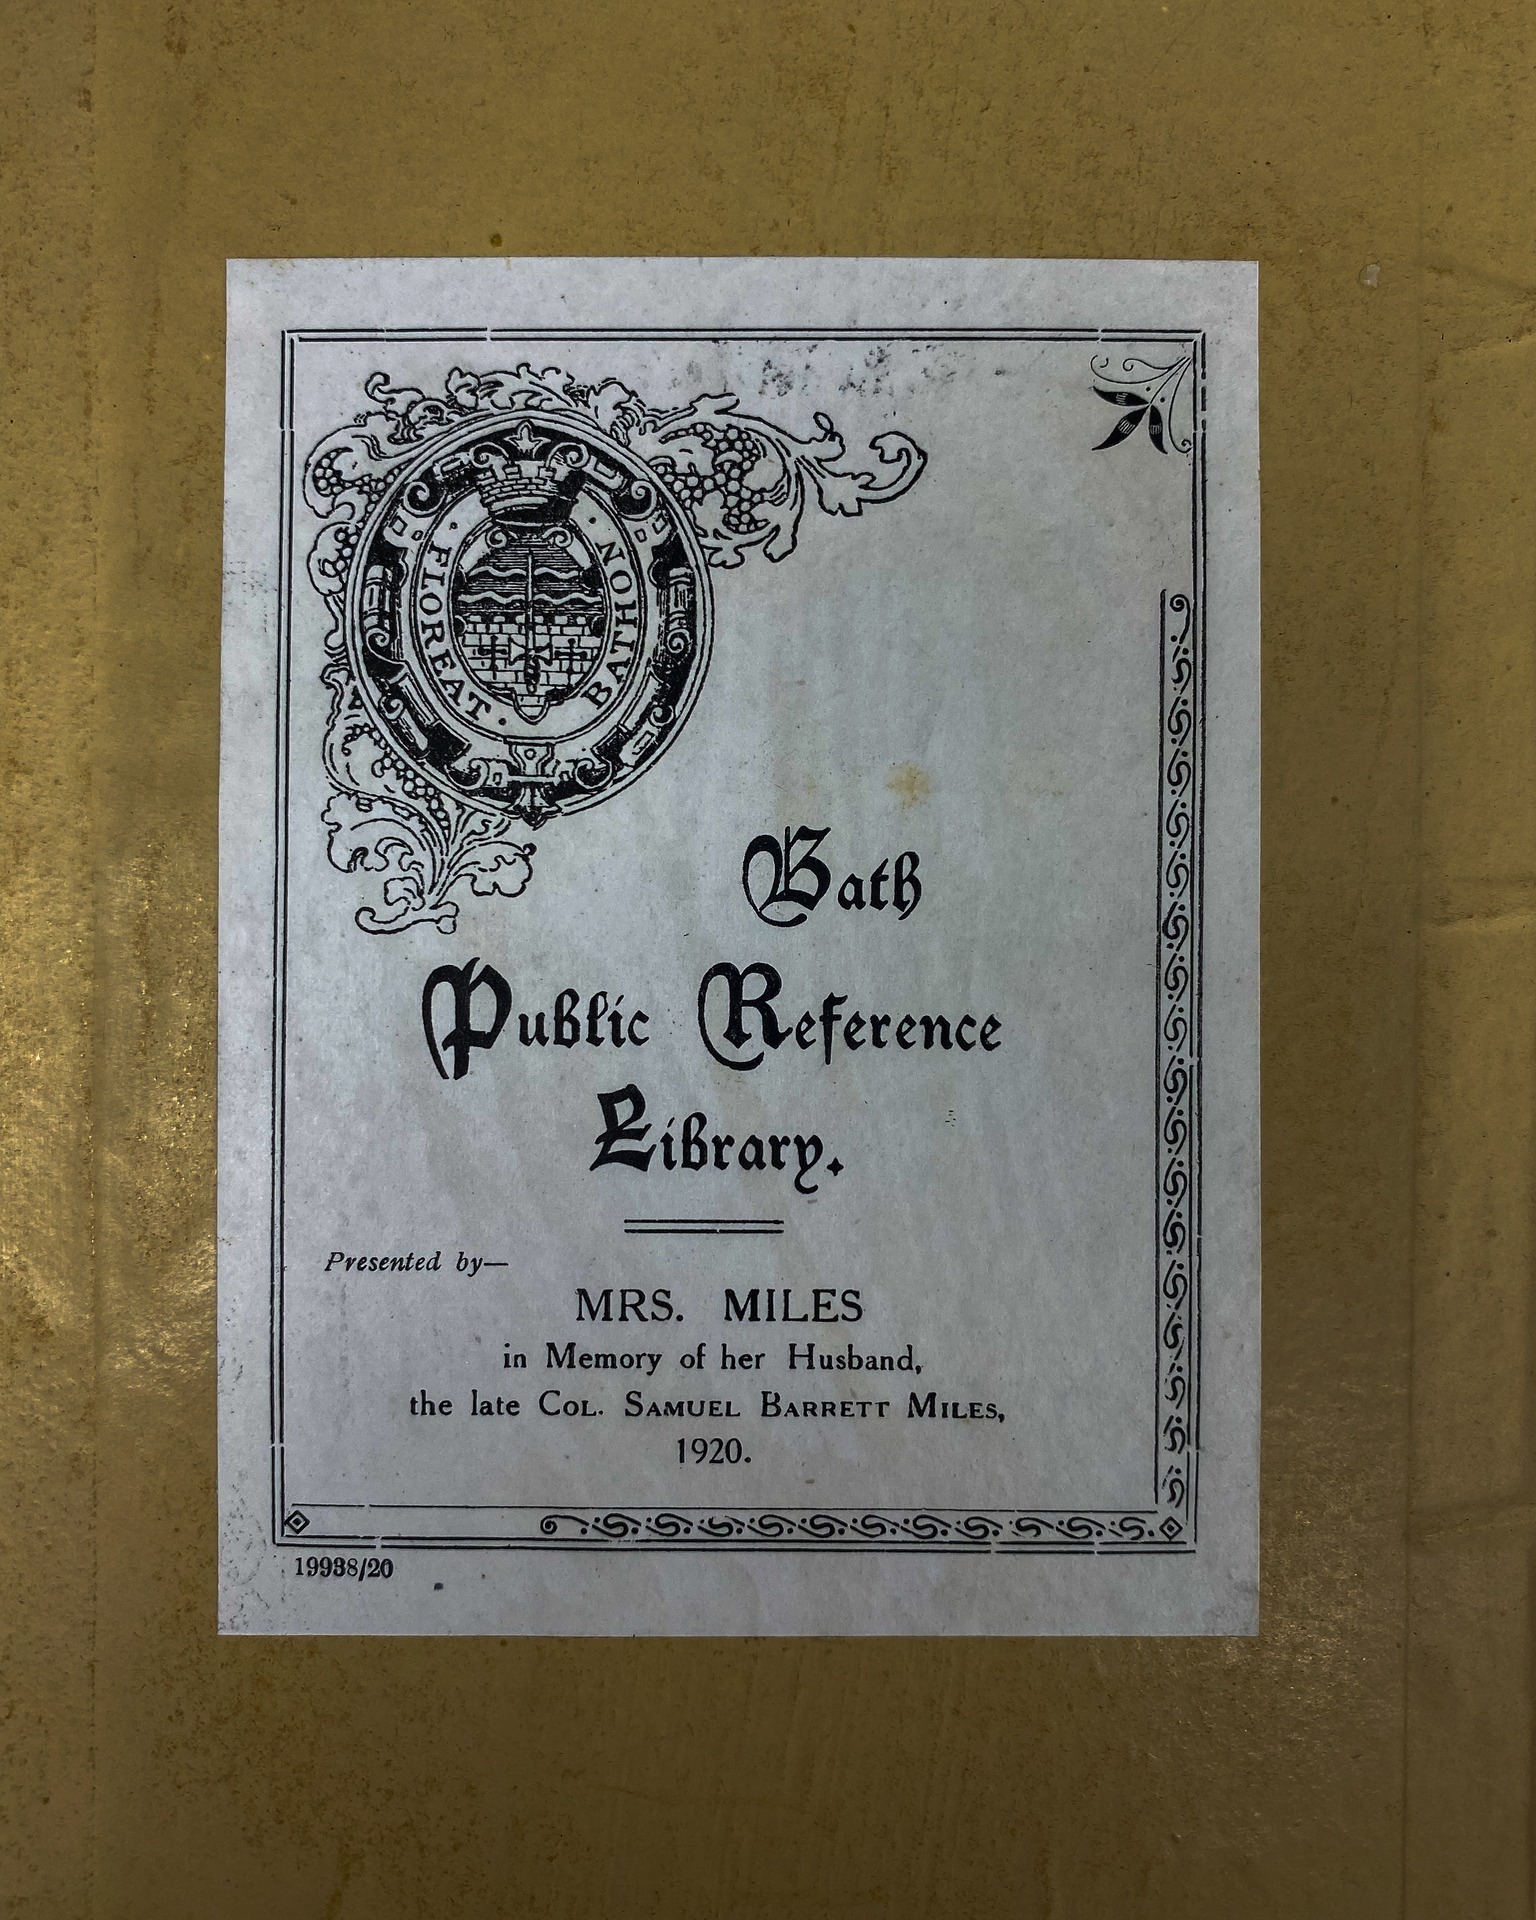 FLOREAT · BATHON
Bath
Public Reference
Library.
Presented by—
MRS. MILES
in Memory of her Husband,
the late COL. SAMUEL BARRETT MILES,
1920.
19938/20